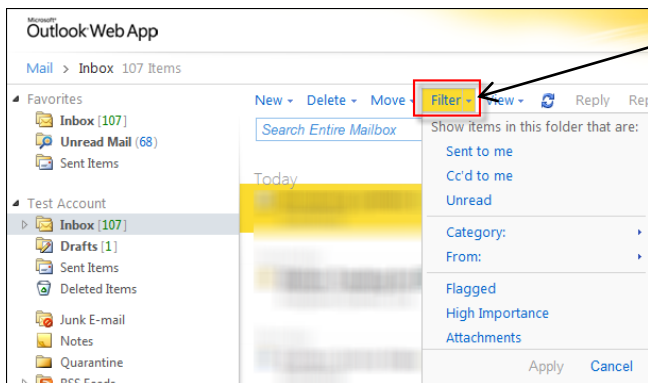 Microsoft®
Outlook Web App
Mail > Inbox 107 Items
Favorites
Inbox [107]
Unread Mail (68)
Sent Items
Test Account
Inbox [107]
Drafts [1]
Sent Items
Deleted Items
Junk E-mail
Notes
Quarantine
RSS Feeds
New Delete Move Filter View Reply
Search Entire Mailbox
Today
Show items in this folder that are:
Sent to me
Cc'd to me
Unread
Category:
From:
Flagged
High Importance
Attachments
Apply Cancel